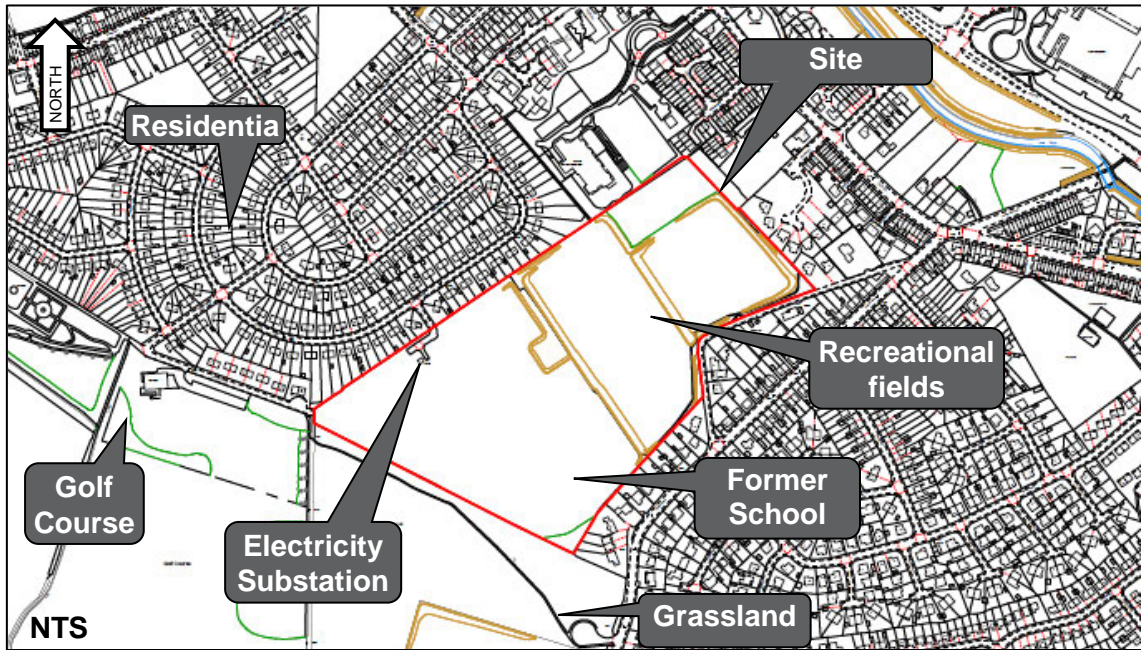 NORTH
Site
Residentia
Recreational
fields
Golf
Course
Former
School
Electricity
Substation
Grassland
NTS